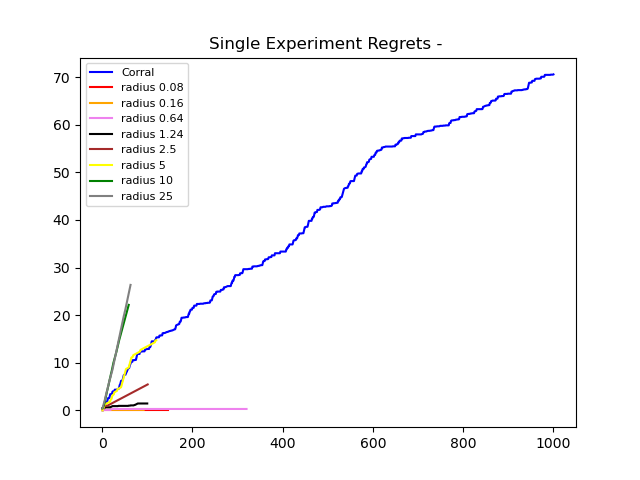 Single Experiment Regrets -
Corral
radius 0.08
radius 0.16
radius 0.64
radius 1.24
radius 2.5
radius 5
radius 10
radius 25
70
60
50
40
30
20
10
0
0 200 400 600 800 1000